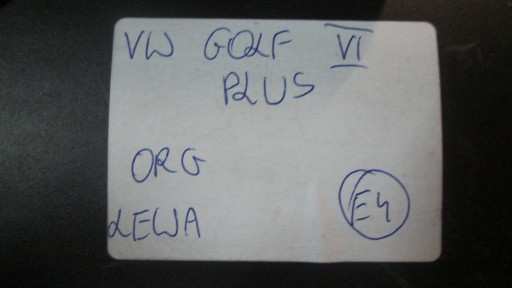 VW GOLF VI
PLUS
ORG
LEWA E4